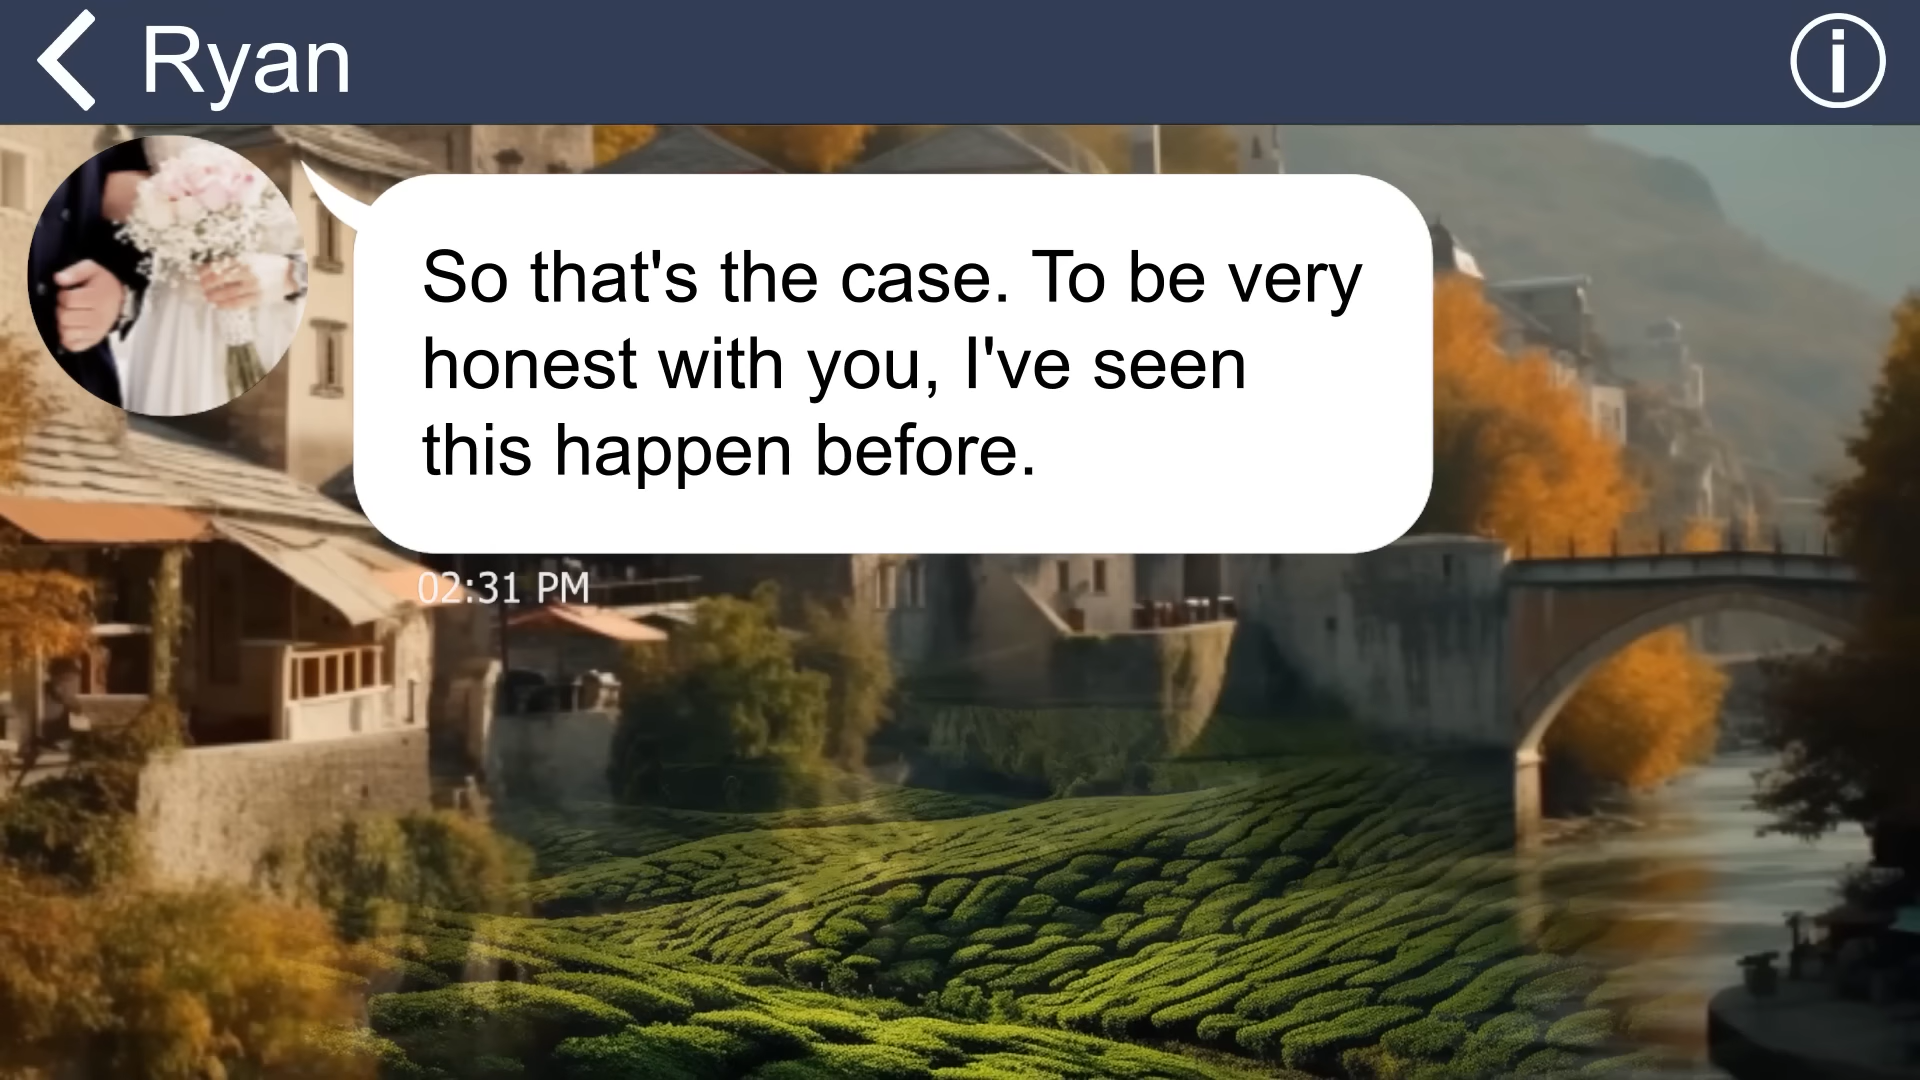 Ryan
So that's the case. To be very
honest with you, I've seen
this happen before.
02:31 PM